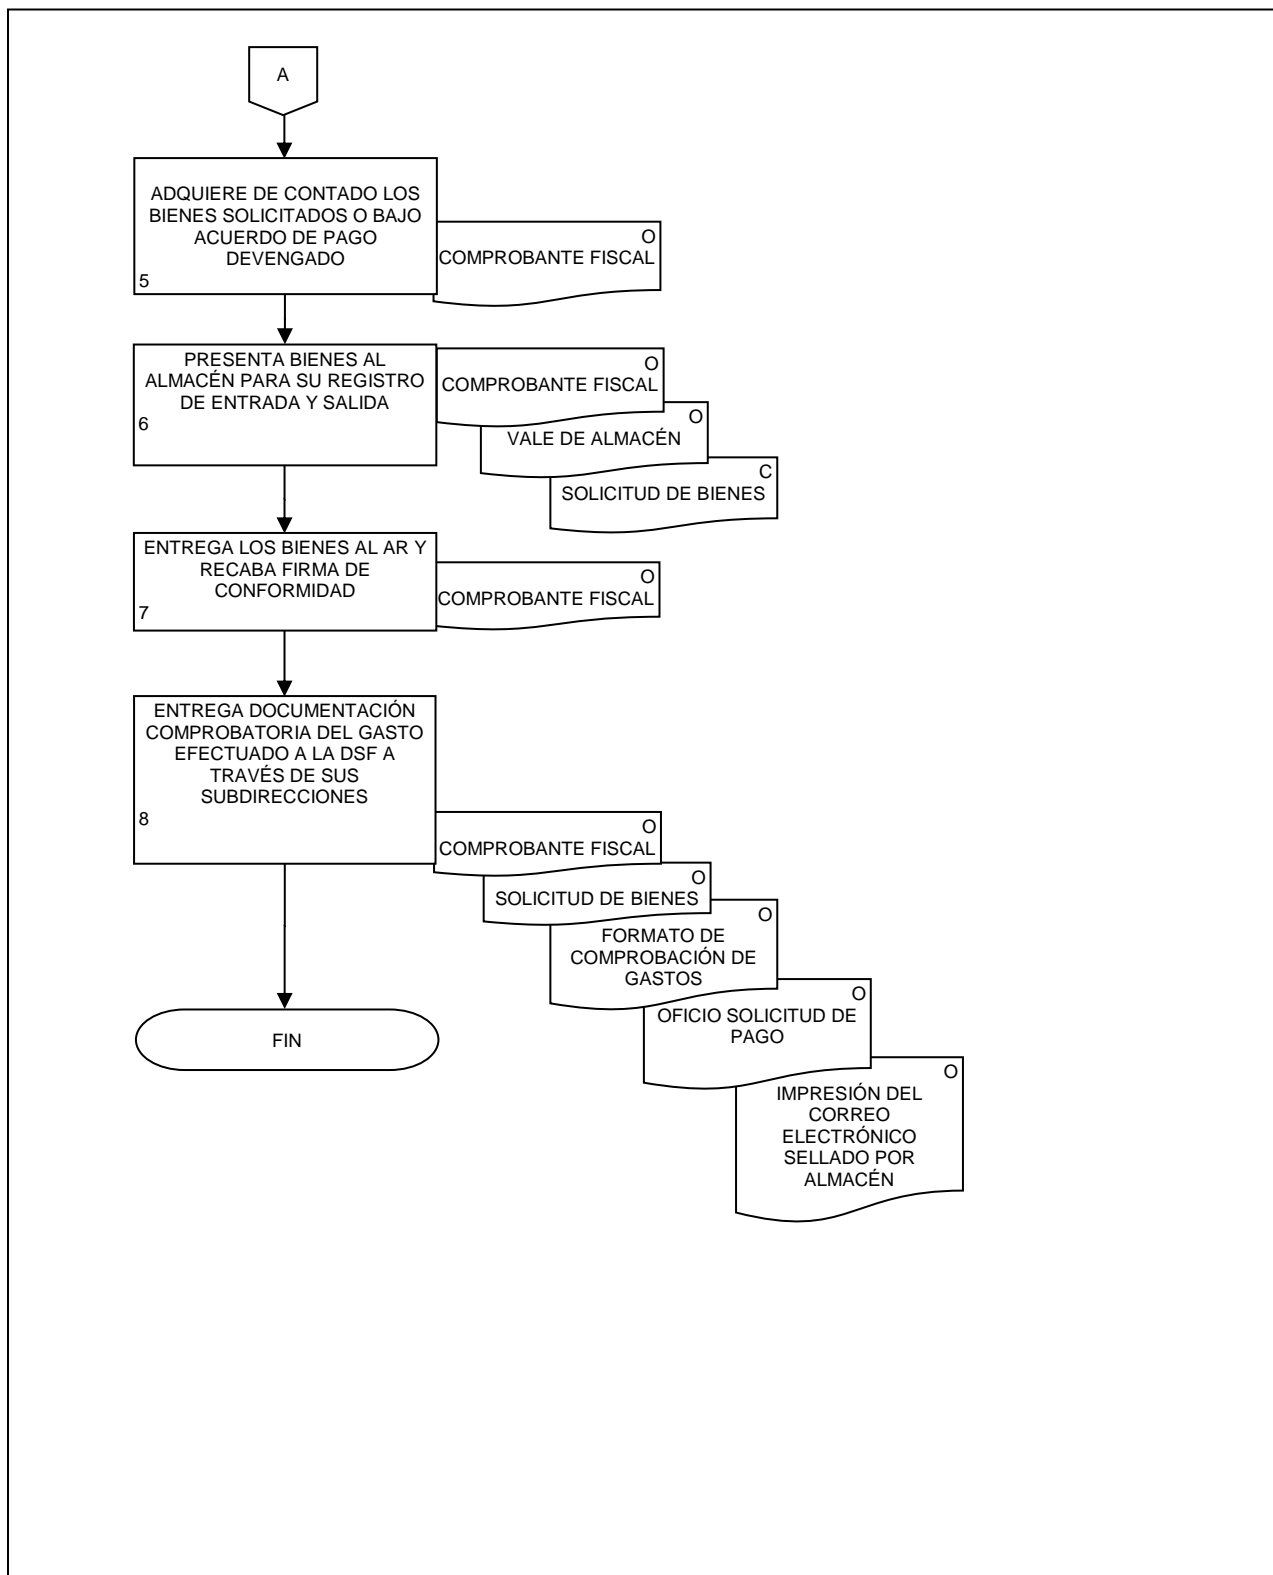 A
ADQUIERE DE CONTADO LOS
BIENES SOLICITADOS O BAJO
ACUERDO DE PAGO
DEVENGADO
5
O
COMPROBANTE FISCAL
PRESENTA BIENES AL
ALMACÉN PARA SU REGISTRO
DE ENTRADA Y SALIDA
6
O
COMPROBANTE FISCAL
O
VALE DE ALMACÉN
C
SOLICITUD DE BIENES
ENTREGA LOS BIENES AL AR Y
RECABA FIRMA DE
CONFORMIDAD
7
O
COMPROBANTE FISCAL
ENTREGA DOCUMENTACIÓN
COMPROBATORIA DEL GASTO
EFECTUADO A LA DSF A
TRAVÉS DE SUS
SUBDIRECCIONES
8
O
COMPROBANTE FISCAL
O
SOLICITUD DE BIENES
O
FORMATO DE
COMPROBACIÓN DE
GASTOS
O
OFICIO SOLICITUD DE
PAGO
O
IMPRESIÓN DEL
CORREO
ELECTRÓNICO
SELLADO POR
ALMACÉN
FIN